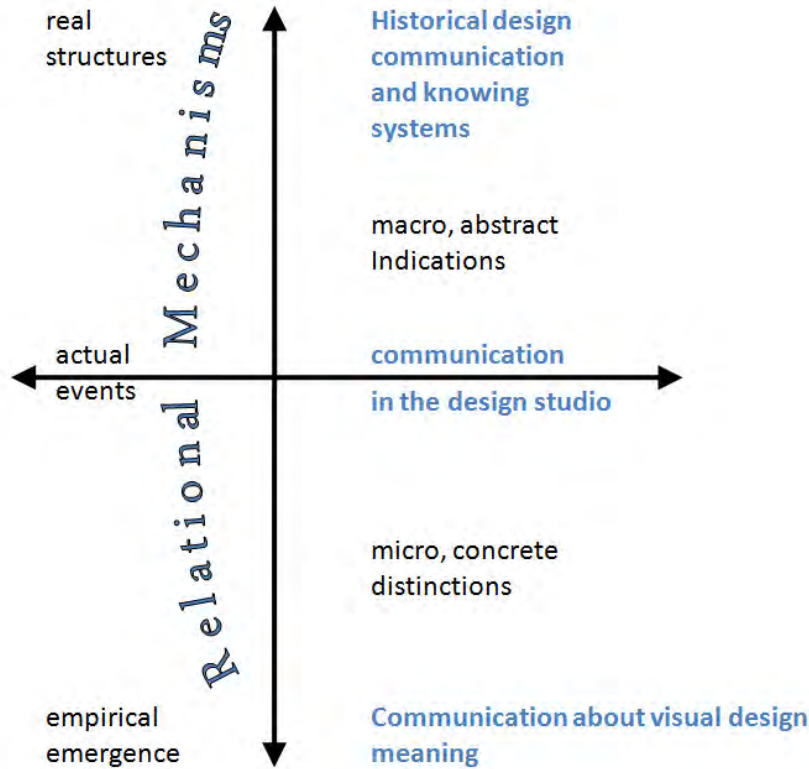 real
structures
Historical design
communication
and knowing
systems
macro, abstract
Indications
Relational Mechanisms
actual
events
communication
in the design studio
micro, concrete
distinctions
empirical
emergence
Communication about visual design
meaning